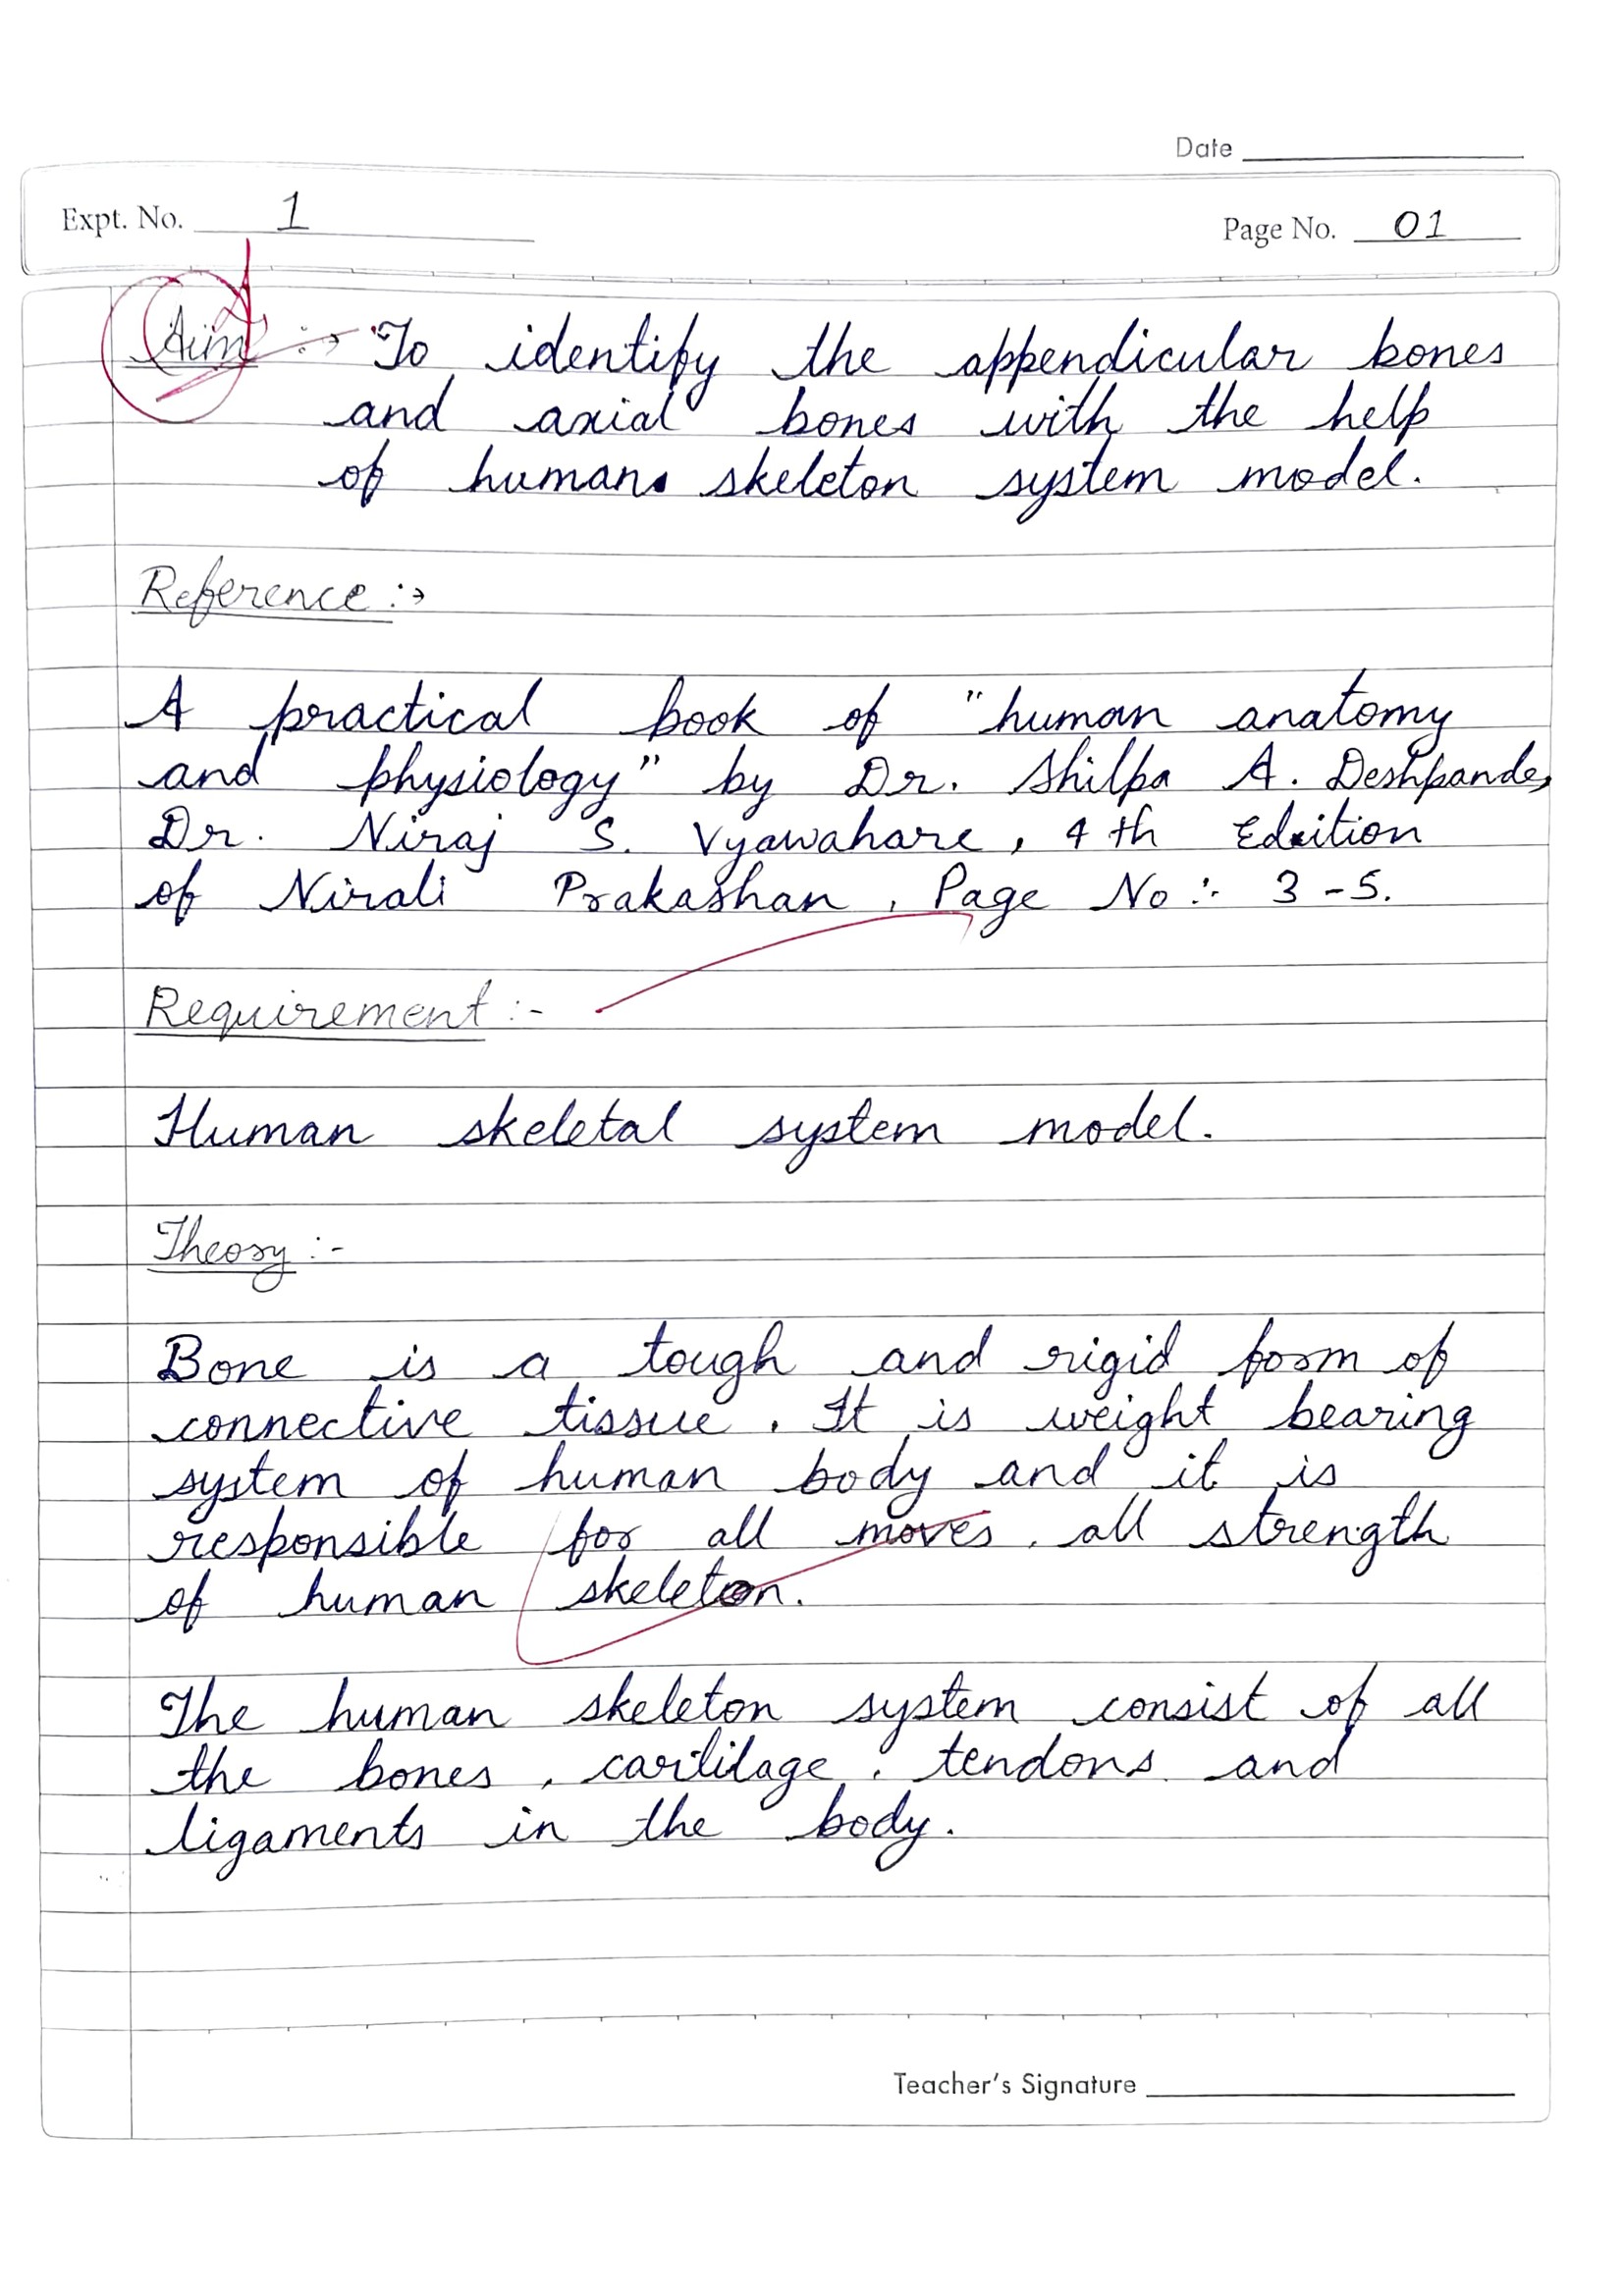 Date
Expt. No. 1
Page No. 01
Aim :→ To identify the appendicular bones
and axial bones with the help
of human skeleton system model.
Reference :→
A practical book of "human anatomy
and physiology" by Dr. Shilpa A. Deshpande,
Dr. Niraj S. Vyawahare, 4th Edition
of Nirali Prakashan, Page No :- 3-5.
Requirement :-
Human skeletal system model.
Theory :-
Bone is a tough and rigid form of
connective tissue. It is weight bearing
system of human body and it is
responsible for all moves, all strength
of human skeleton.
The human skeleton system consist of all
the bones, cartilage, tendons and
ligaments in the body.
Teacher's Signature